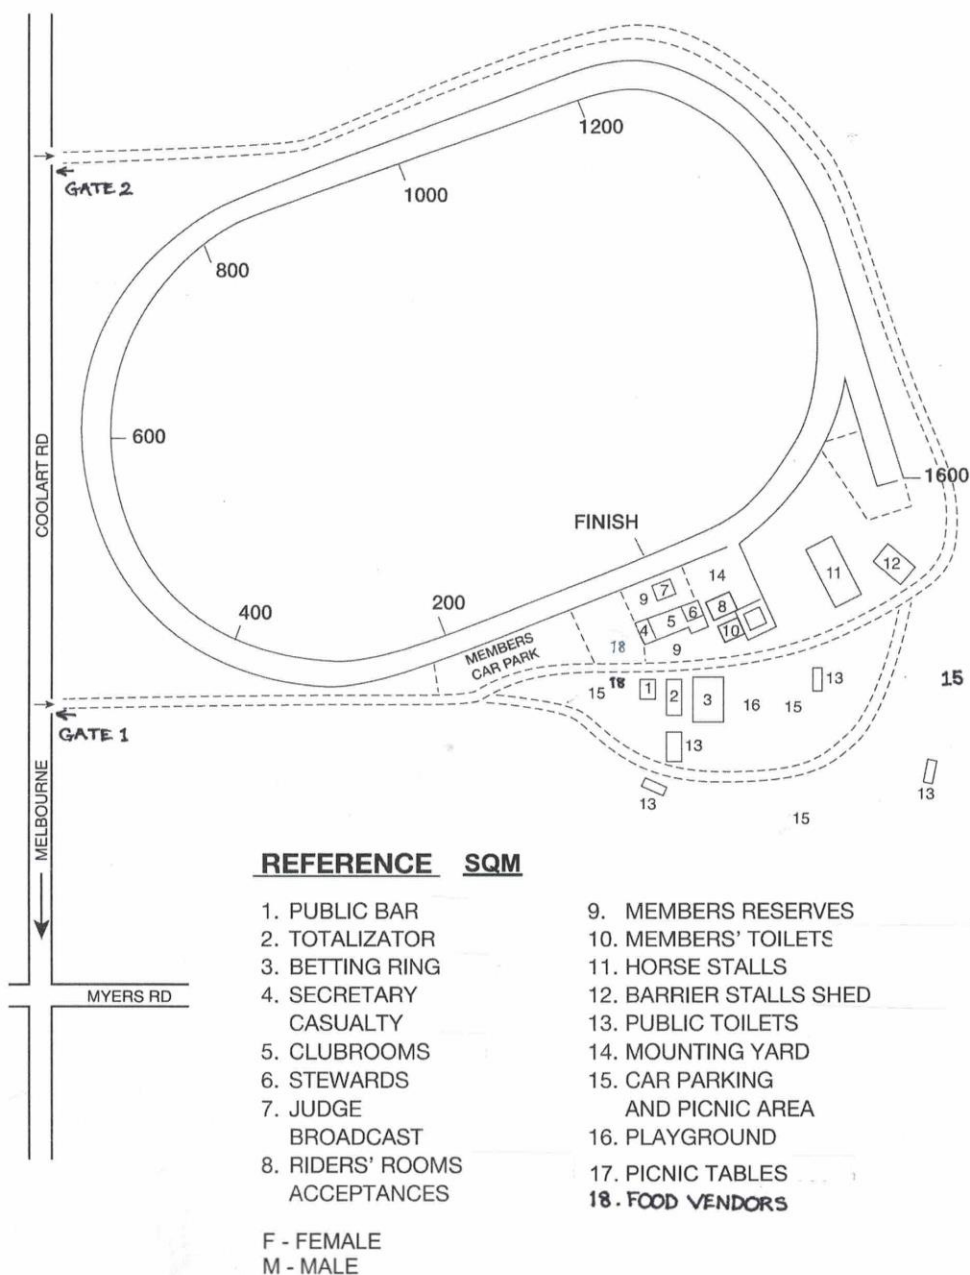 1200
GATE 2
1000
800
600
COOLART RD
1600
FINISH
14
11
12
9
7
200
400
6
8
5
4
10
MEMBERS
CAR PARK
18
9
15
18
1
2
3
16
15
13
15
GATE 1
13
13
13
15
MELBOURNE
MYERS RD
REFERENCE SQM
1. PUBLIC BAR
2. TOTALIZATOR
3. BETTING RING
4. SECRETARY
CASUALTY
5. CLUBROOMS
6. STEWARDS
7. JUDGE
BROADCAST
8. RIDERS' ROOMS
ACCEPTANCES
F - FEMALE
M - MALE
9. MEMBERS RESERVES
10. MEMBERS' TOILETS
11. HORSE STALLS
12. BARRIER STALLS SHED
13. PUBLIC TOILETS
14. MOUNTING YARD
15. CAR PARKING
AND PICNIC AREA
16. PLAYGROUND
17. PICNIC TABLES
18. FOOD VENDORS